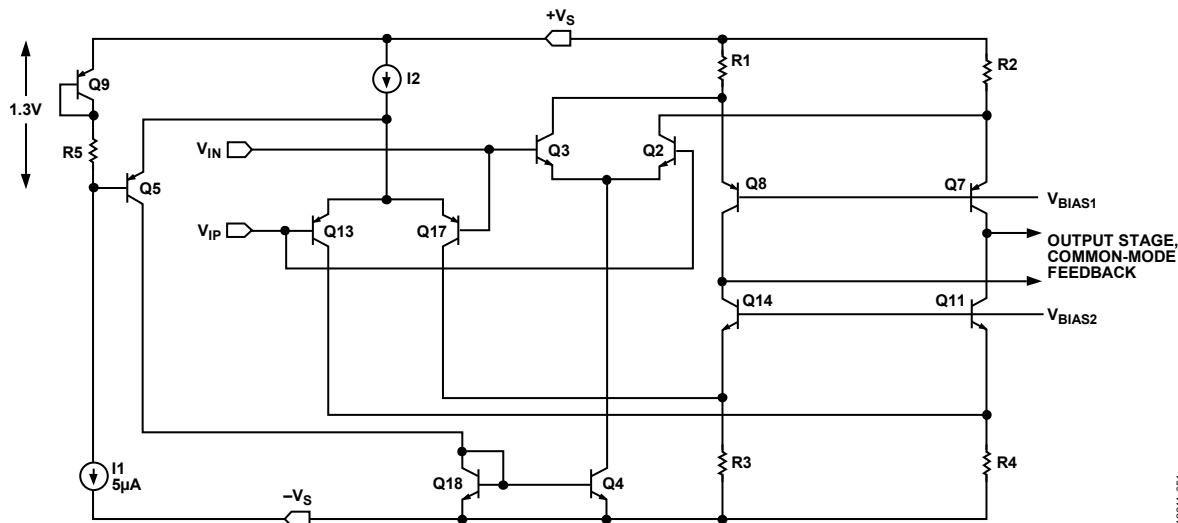 +VS
R1
R2
Q9
I2
1.3V
R5
VIN
Q3
Q2
Q5
Q8
Q7
VBIAS1
VIP
Q13
Q17
OUTPUT STAGE,
COMMON-MODE
FEEDBACK
Q14
Q11
VBIAS2
I1
5µA
Q18
Q4
R3
R4
–VS